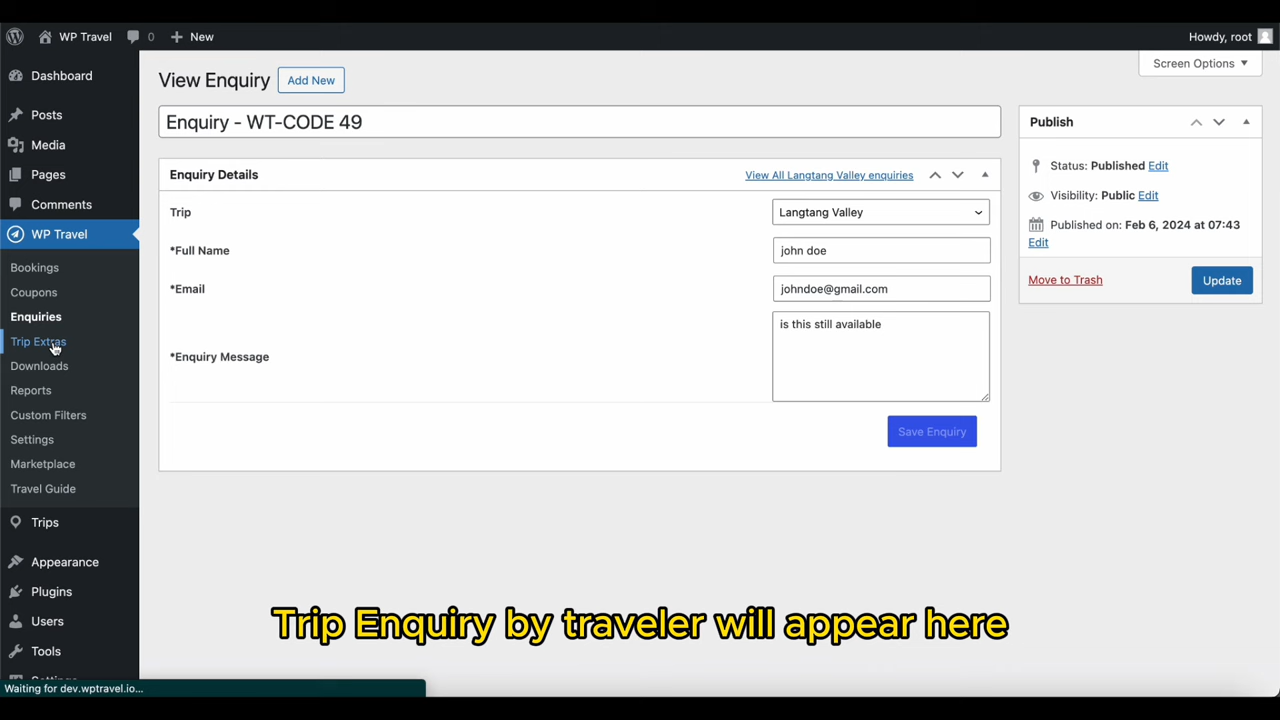 WP Travel
0
New
Howdy, root
Dashboard
Posts
Media
Pages
Comments
WP Travel
Bookings
Coupons
Enquiries
Trip Extras
Downloads
Reports
Custom Filters
Settings
Marketplace
Travel Guide
Trips
Appearance
Plugins
Users
Tools
Settings
Screen Options
View Enquiry
Add New
Enquiry - WT-CODE 49
Enquiry Details
View All Langtang Valley enquiries
Trip
Langtang Valley
*Full Name
john doe
*Email
johndoe@gmail.com
*Enquiry Message
is this still available
Save Enquiry
Publish
Status: Published Edit
Visibility: Public Edit
Published on: Feb 6, 2024 at 07:43
Edit
Move to Trash
Update
Trip Enquiry by traveler will appear here
Waiting for dev.wptravel.io...